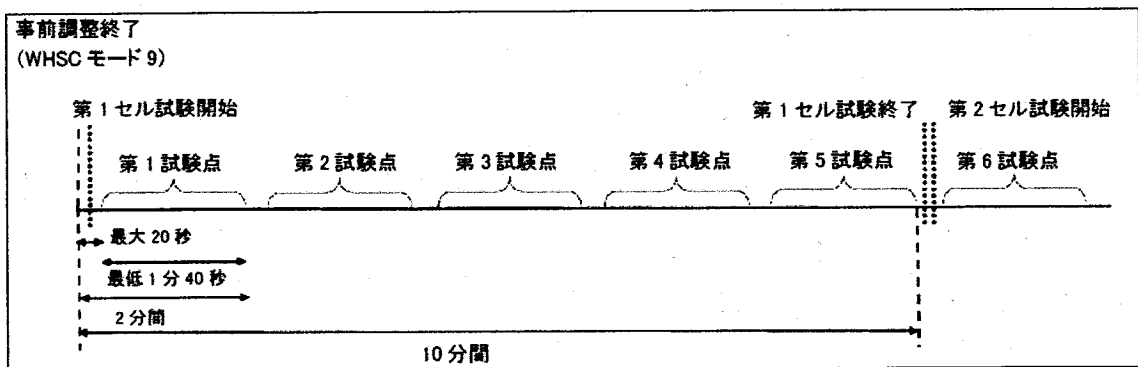 事前調整終了
(WHSC モード 9)
第 1 セル試験開始
第 1 セル試験終了
第 2 セル試験開始
第 1 試験点
第 2 試験点
第 3 試験点
第 4 試験点
第 5 試験点
第 6 試験点
最大 20 秒
最低 1 分 40 秒
2 分間
10 分間